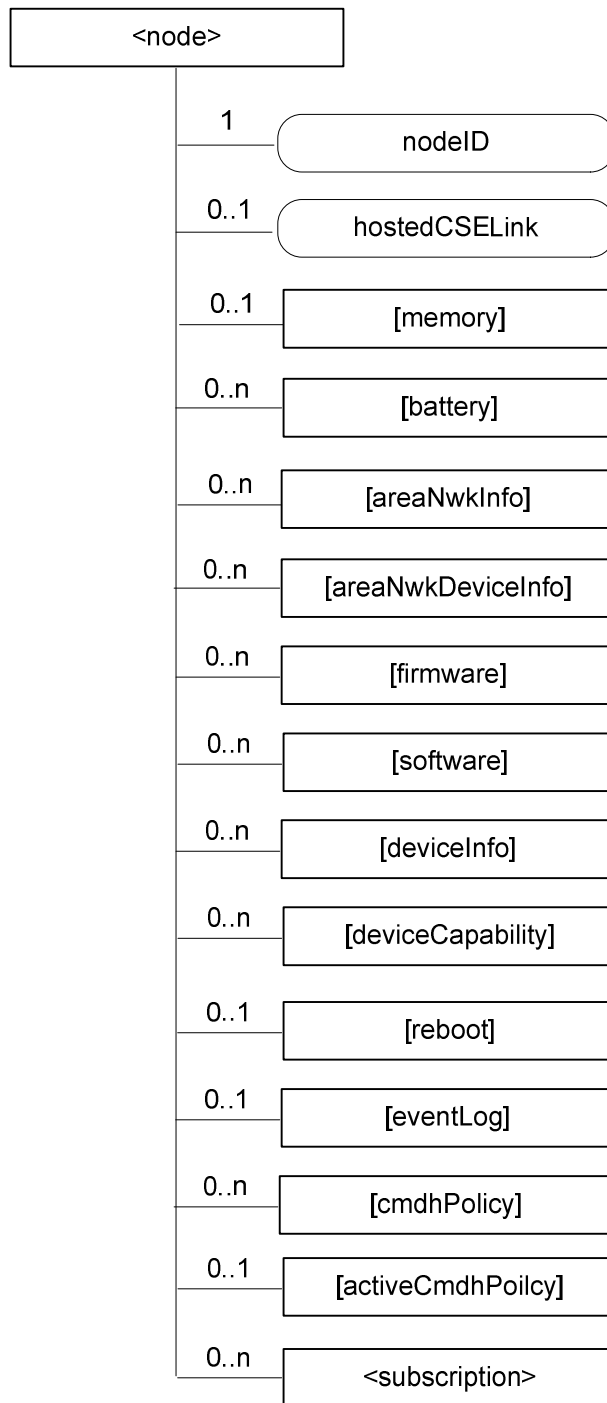 <node>
1
nodeID
0..1
hostedCSELink
0..1
[memory]
0..n
[battery]
0..n
[areaNwkInfo]
0..n
[areaNwkDeviceInfo]
0..n
[firmware]
0..n
[software]
0..n
[deviceInfo]
0..n
[deviceCapability]
0..1
[reboot]
0..1
[eventLog]
0..n
[cmdhPolicy]
0..1
[activeCmdhPoilcy]
0..n
<subscription>